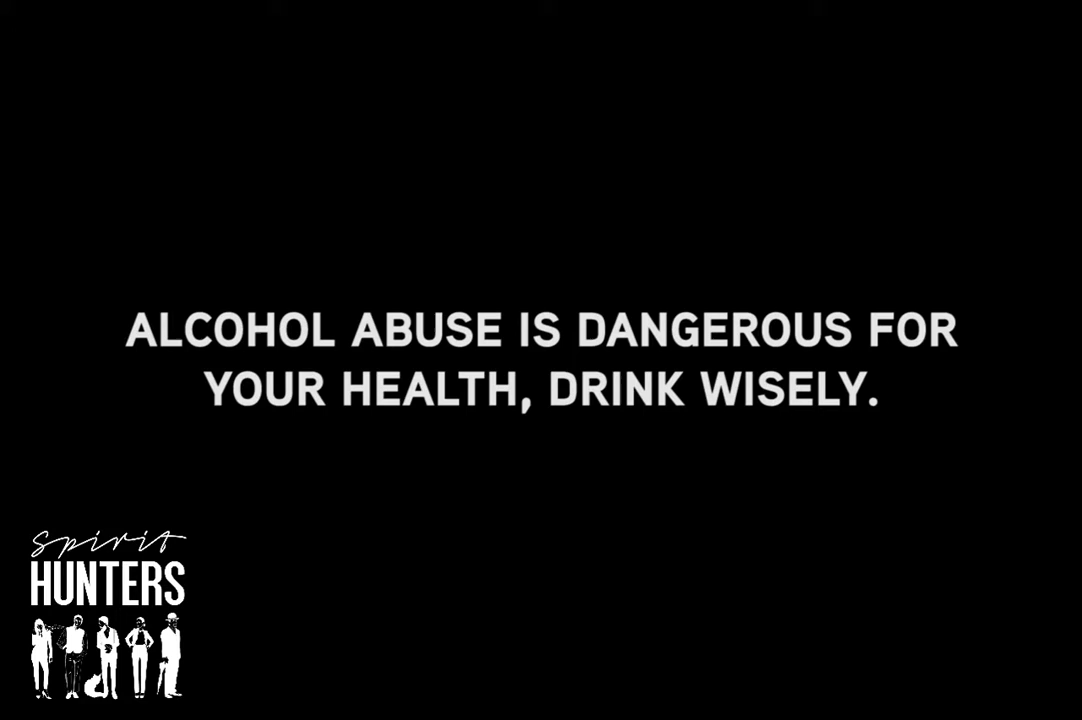 ALCOHOL ABUSE IS DANGEROUS FOR
YOUR HEALTH, DRINK WISELY.
Spirit
HUNTERS